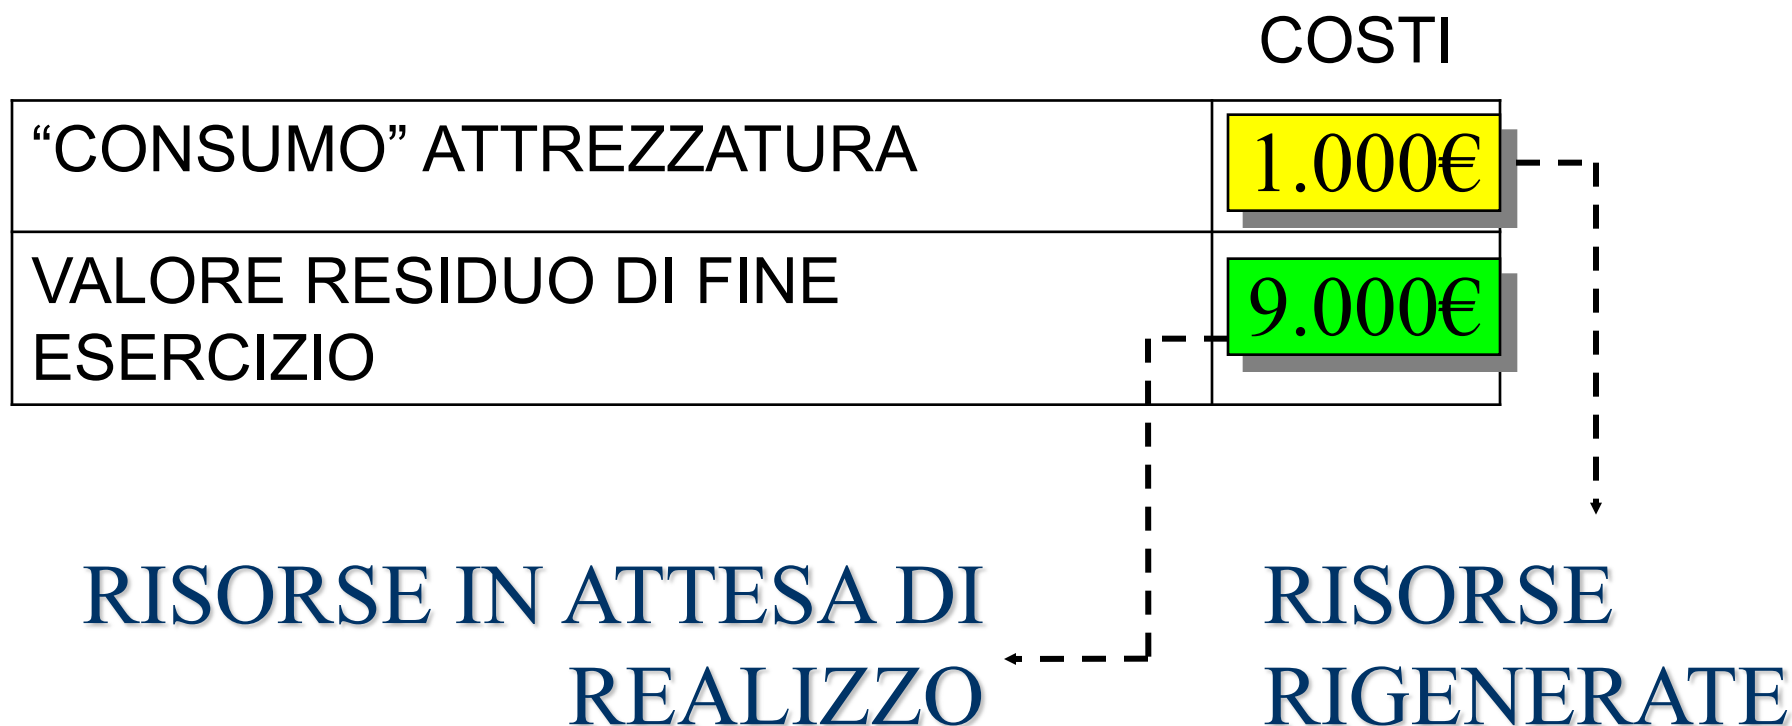 COSTI
“CONSUMO” ATTREZZATURA
1.000€
VALORE RESIDUO DI FINE
ESERCIZIO
9.000€
RISORSE IN ATTESA DI
REALIZZO
RISORSE
RIGENERATE